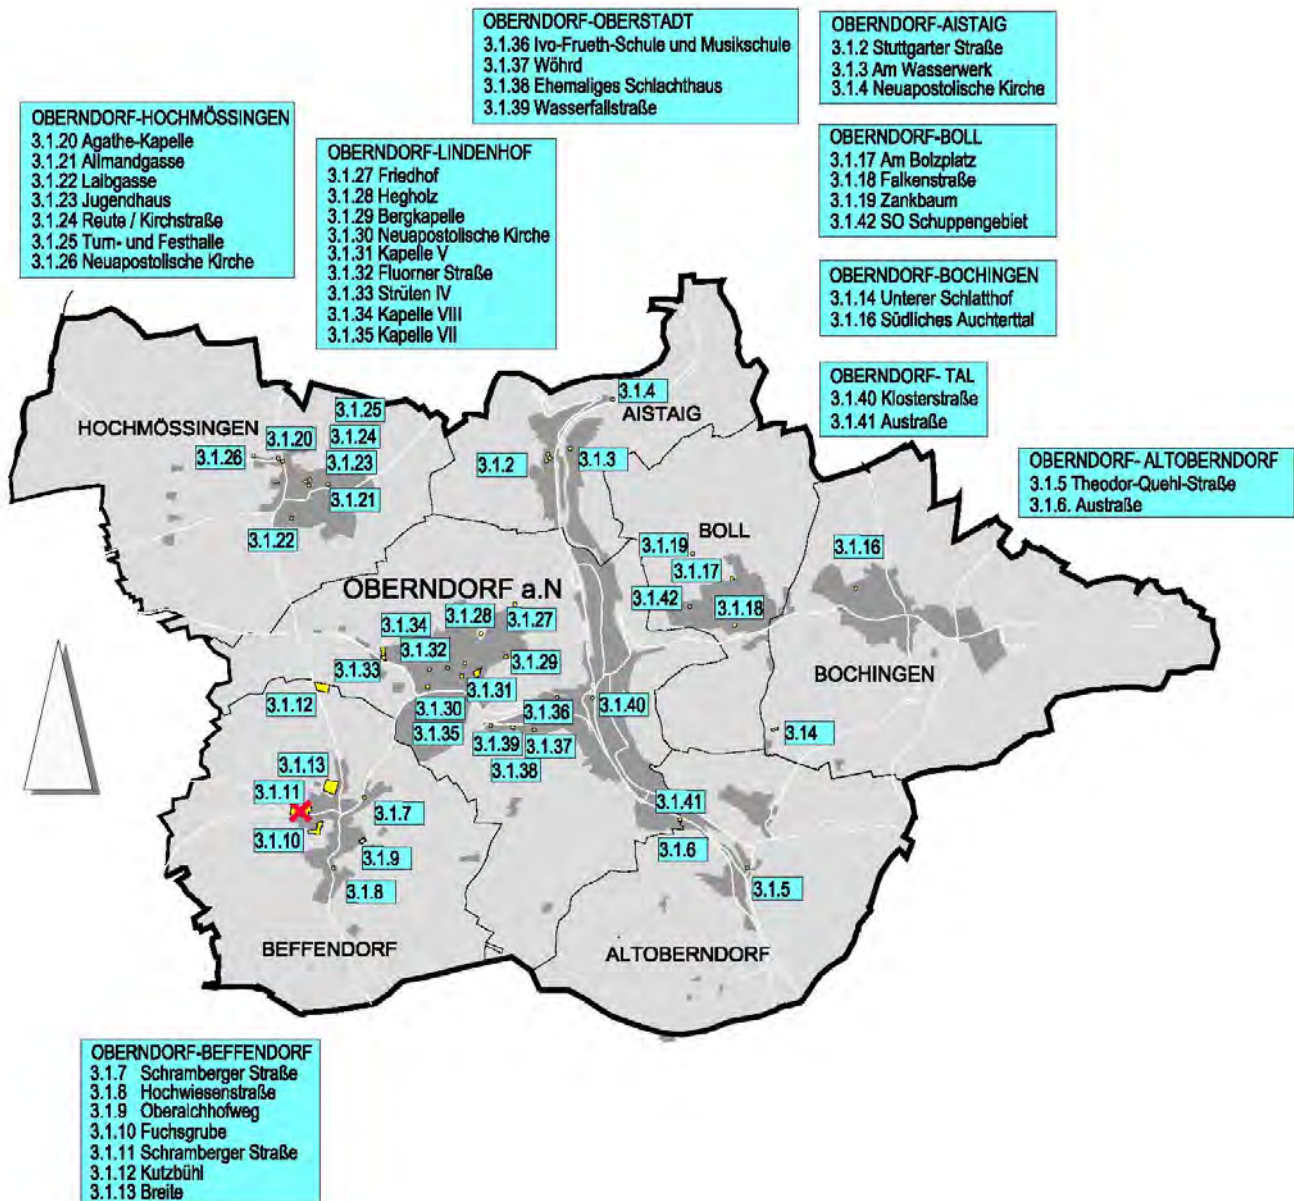 OBERNDORF-OBERSTADT
3.1.36 Ivo-Frueth-Schule und Musikschule
3.1.37 Wöhrd
3.1.38 Ehemaliges Schlachthaus
3.1.39 Wasserfallstraße
OBERNDORF-AISTAIG
3.1.2 Stuttgarter Straße
3.1.3 Am Wasserwerk
3.1.4 Neuapostolische Kirche
OBERNDORF-HOCHMÖSSINGEN
3.1.20 Agathe-Kapelle
3.1.21 Allmandgasse
3.1.22 Laibgasse
3.1.23 Jugendhaus
3.1.24 Reute / Kirchstraße
3.1.25 Turn- und Festhalle
3.1.26 Neuapostolische Kirche
OBERNDORF-LINDENHOF
3.1.27 Friedhof
3.1.28 Hegholz
3.1.29 Bergkapelle
3.1.30 Neuapostolische Kirche
3.1.31 Kapelle V
3.1.32 Fluorner Straße
3.1.33 Strüten IV
3.1.34 Kapelle VIII
3.1.35 Kapelle VII
OBERNDORF-BOLL
3.1.17 Am Bolzplatz
3.1.18 Falkenstraße
3.1.19 Zankbaum
3.1.42 SO Schuppengebiet
OBERNDORF-BOCHINGEN
3.1.14 Unterer Schlatthof
3.1.16 Südliches Auchterttal
OBERNDORF- TAL
3.1.40 Klosterstraße
3.1.41 Austraße
OBERNDORF- ALTOBERNDORF
3.1.5 Theodor-Quehl-Straße
3.1.6. Austraße
3.1.4
AISTAIG
3.1.25
HOCHMÖSSINGEN
3.1.20
3.1.24
3.1.26
3.1.23
3.1.2
3.1.3
3.1.21
3.1.22
BOLL
3.1.19
3.1.16
3.1.17
OBERNDORF a.N
3.1.42
3.1.18
3.1.28
3.1.27
3.1.34
3.1.32
3.1.33
3.1.29
BOCHINGEN
3.1.31
3.1.12
3.1.30
3.1.36
3.1.40
3.1.35
3.1.39
3.1.37
3.14
3.1.38
3.1.13
3.1.11
3.1.7
3.1.41
3.1.10
3.1.9
3.1.6
3.1.8
3.1.5
BEFFENDORF
ALTOBERNDORF
OBERNDORF-BEFFENDORF
3.1.7 Schramberger Straße
3.1.8 Hochwiesenstraße
3.1.9 Oberaichhofweg
3.1.10 Fuchsgrube
3.1.11 Schramberger Straße
3.1.12 Kutzbühl
3.1.13 Breite